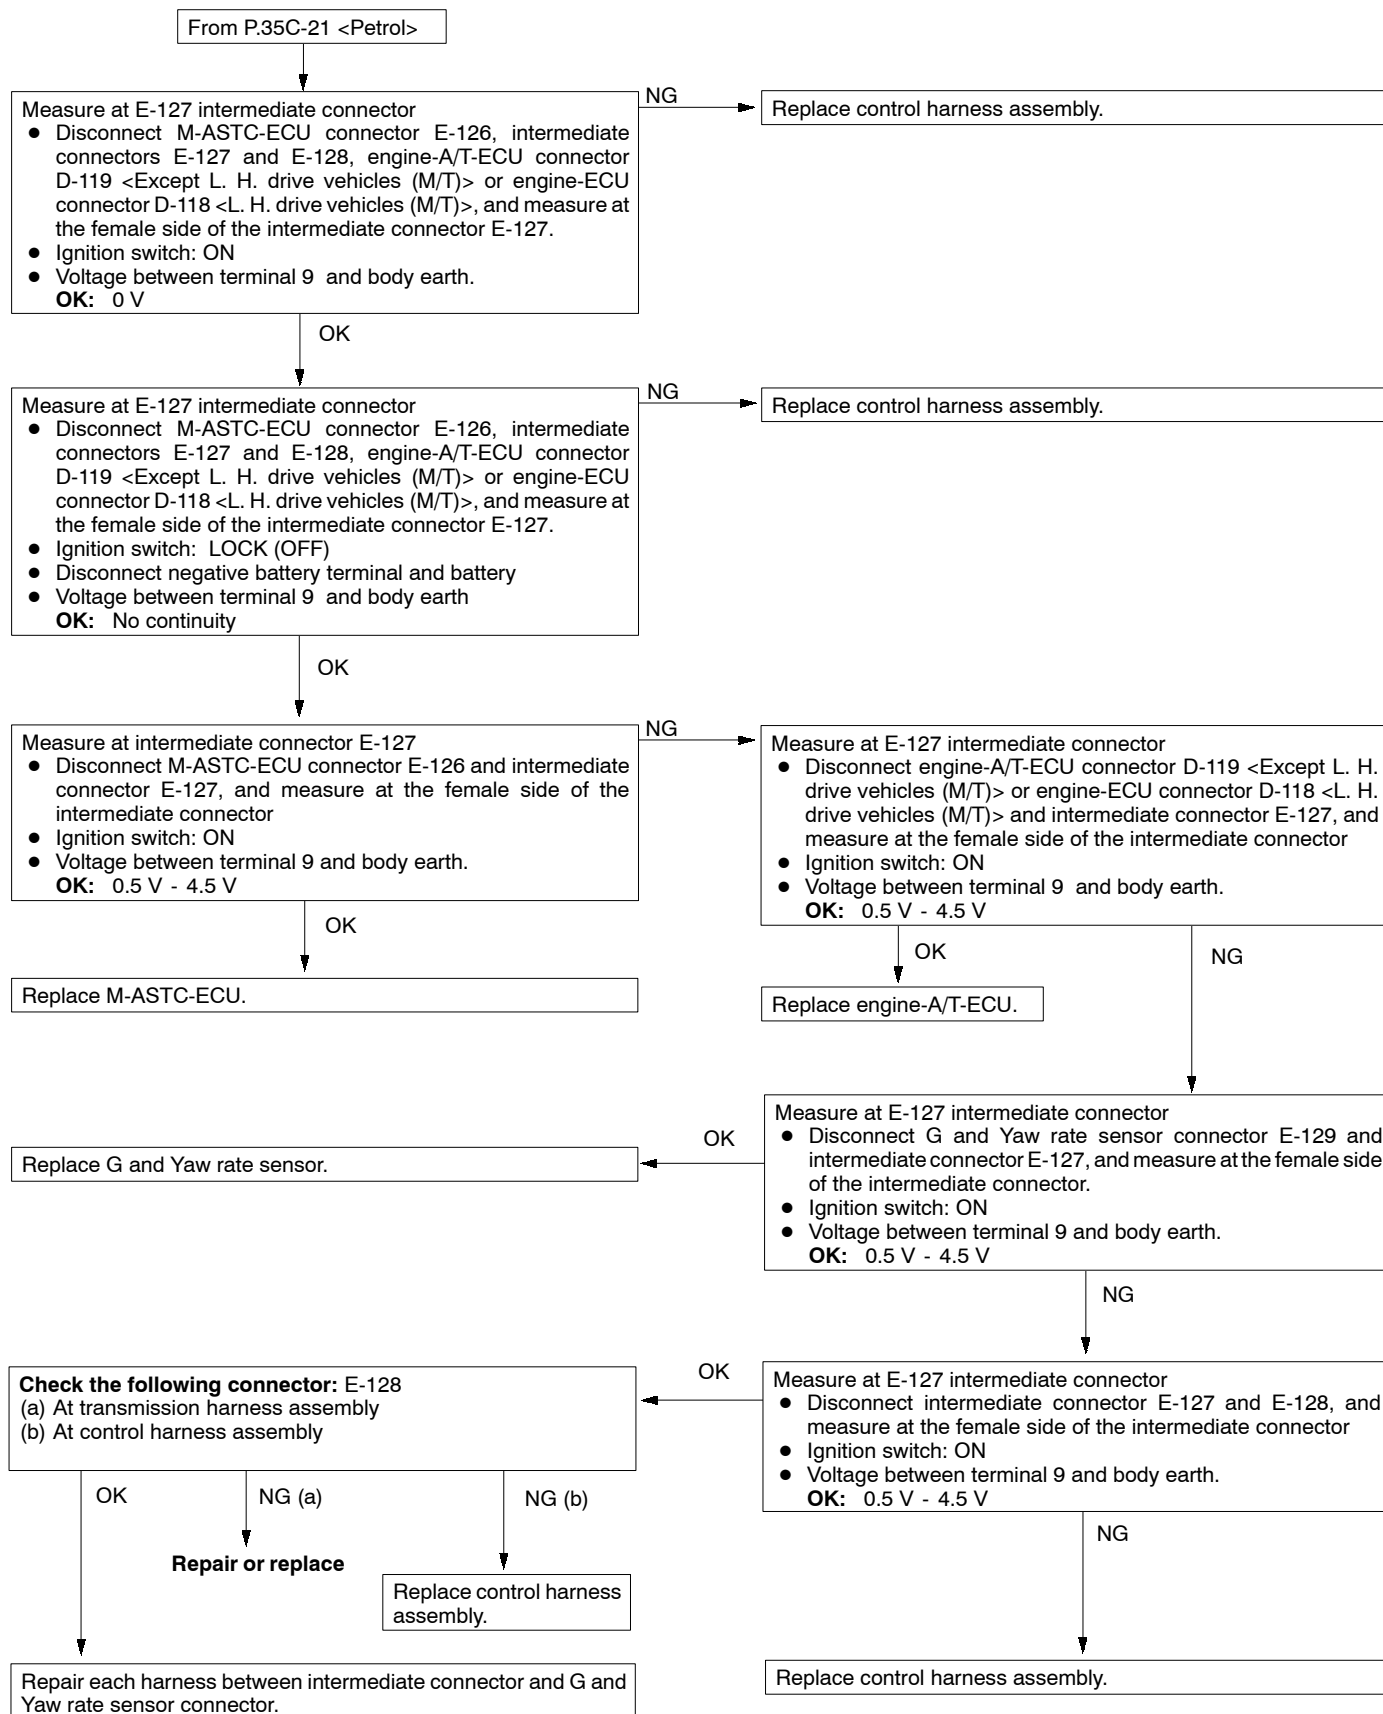 From P.35C-21 <Petrol>
Measure at E-127 intermediate connector
● Disconnect M-ASTC-ECU connector E-126, intermediate
connectors E-127 and E-128, engine-A/T-ECU connector
D-119 <Except L. H. drive vehicles (M/T)> or engine-ECU
connector D-118 <L. H. drive vehicles (M/T)>, and measure at
the female side of the intermediate connector E-127.
● Ignition switch: ON
● Voltage between terminal 9 and body earth.
OK: 0 V
NG
Replace control harness assembly.
OK
Measure at E-127 intermediate connector
● Disconnect M-ASTC-ECU connector E-126, intermediate
connectors E-127 and E-128, engine-A/T-ECU connector
D-119 <Except L. H. drive vehicles (M/T)> or engine-ECU
connector D-118 <L. H. drive vehicles (M/T)>, and measure at
the female side of the intermediate connector E-127.
● Ignition switch: LOCK (OFF)
● Disconnect negative battery terminal and battery
● Voltage between terminal 9 and body earth
OK: No continuity
NG
Replace control harness assembly.
OK
Measure at intermediate connector E-127
● Disconnect M-ASTC-ECU connector E-126 and intermediate
connector E-127, and measure at the female side of the
intermediate connector
● Ignition switch: ON
● Voltage between terminal 9 and body earth.
OK: 0.5 V - 4.5 V
NG
Measure at E-127 intermediate connector
● Disconnect engine-A/T-ECU connector D-119 <Except L. H.
drive vehicles (M/T)> or engine-ECU connector D-118 <L. H.
drive vehicles (M/T)> and intermediate connector E-127, and
measure at the female side of the intermediate connector
● Ignition switch: ON
● Voltage between terminal 9 and body earth.
OK: 0.5 V - 4.5 V
OK
Replace M-ASTC-ECU.
OK
Replace engine-A/T-ECU.
NG
Measure at E-127 intermediate connector
● Disconnect G and Yaw rate sensor connector E-129 and
intermediate connector E-127, and measure at the female side
of the intermediate connector.
● Ignition switch: ON
● Voltage between terminal 9 and body earth.
OK: 0.5 V - 4.5 V
OK
Replace G and Yaw rate sensor.
NG
Measure at E-127 intermediate connector
● Disconnect intermediate connector E-127 and E-128, and
measure at the female side of the intermediate connector
● Ignition switch: ON
● Voltage between terminal 9 and body earth.
OK: 0.5 V - 4.5 V
OK
Check the following connector: E-128
(a) At transmission harness assembly
(b) At control harness assembly
OK
NG (a)
NG (b)
Repair or replace
Replace control harness
assembly.
NG
Replace control harness assembly.
Repair each harness between intermediate connector and G and
Yaw rate sensor connector.